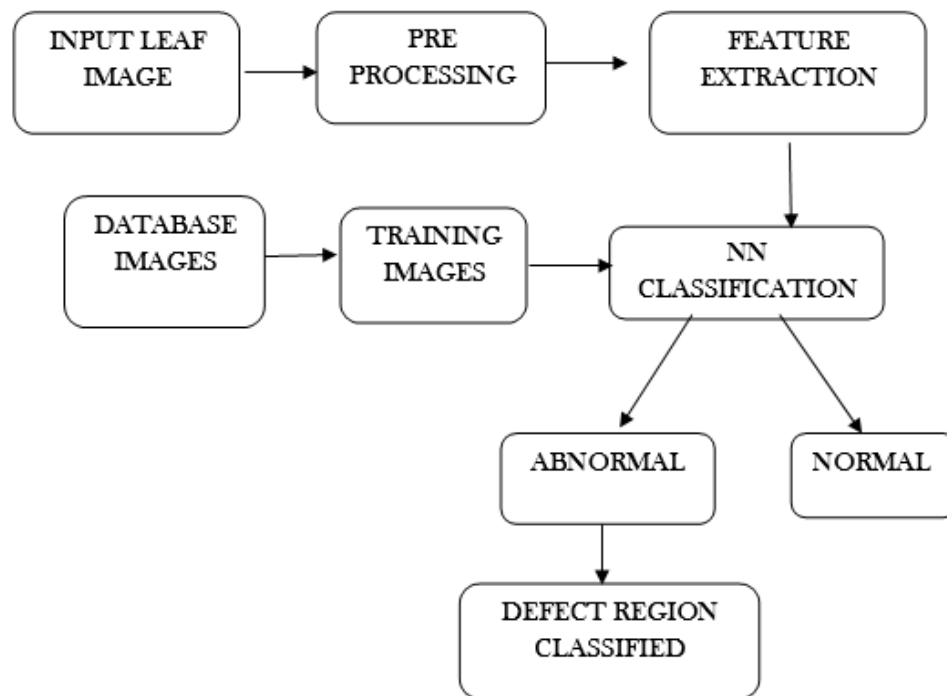 INPUT LEAF
IMAGE
PRE
PROCESSING
FEATURE
EXTRACTION
DATABASE
IMAGES
TRAINING
IMAGES
NN
CLASSIFICATION
ABNORMAL
NORMAL
DEFECT REGION
CLASSIFIED